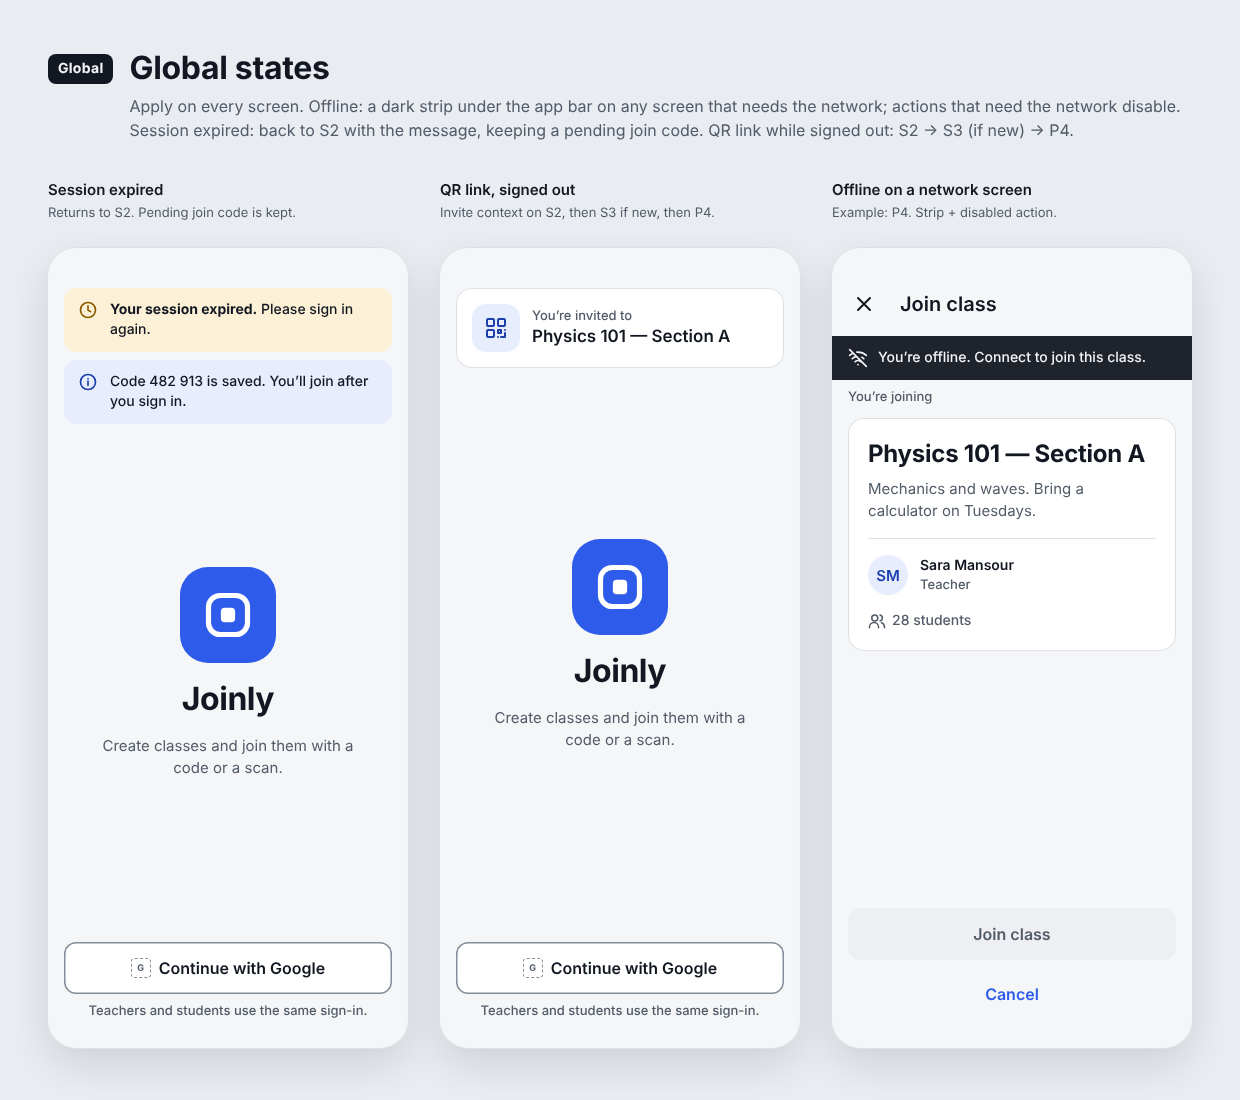 Global
Global states
Apply on every screen. Offline: a dark strip under the app bar on any screen that needs the network; actions that need the network disable.
Session expired: back to S2 with the message, keeping a pending join code. QR link while signed out: S2 → S3 (if new) → P4.
Session expired
Returns to S2. Pending join code is kept.
Your session expired. Please sign in
again.
Code 482 913 is saved. You’ll join after
you sign in.
Joinly
Create classes and join them with a
code or a scan.
G Continue with Google
Teachers and students use the same sign-in.
QR link, signed out
Invite context on S2, then S3 if new, then P4.
You’re invited to
Physics 101 — Section A
Joinly
Create classes and join them with a
code or a scan.
G Continue with Google
Teachers and students use the same sign-in.
Offline on a network screen
Example: P4. Strip + disabled action.
Join class
You’re offline. Connect to join this class.
You’re joining
Physics 101 — Section A
Mechanics and waves. Bring a
calculator on Tuesdays.
SM
Sara Mansour
Teacher
28 students
Join class
Cancel